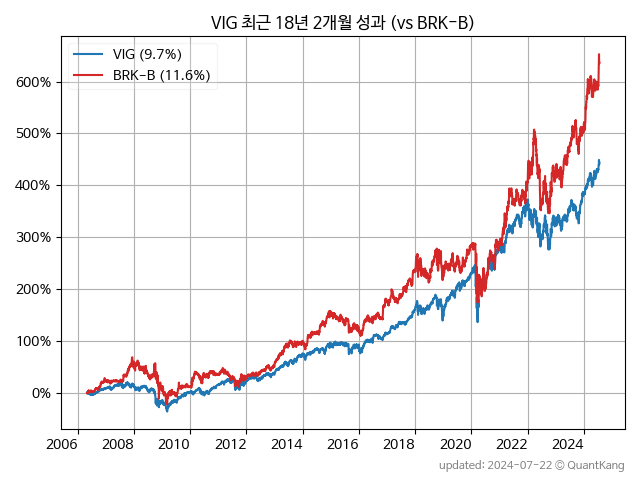 VIG 최근 18년 2개월 성과 (vs BRK-B)
VIG (9.7%)
BRK-B (11.6%)
600%
500%
400%
300%
200%
100%
0%
2006 2008 2010 2012 2014 2016 2018 2020 2022 2024
updated: 2024-07-22 © QuantKang